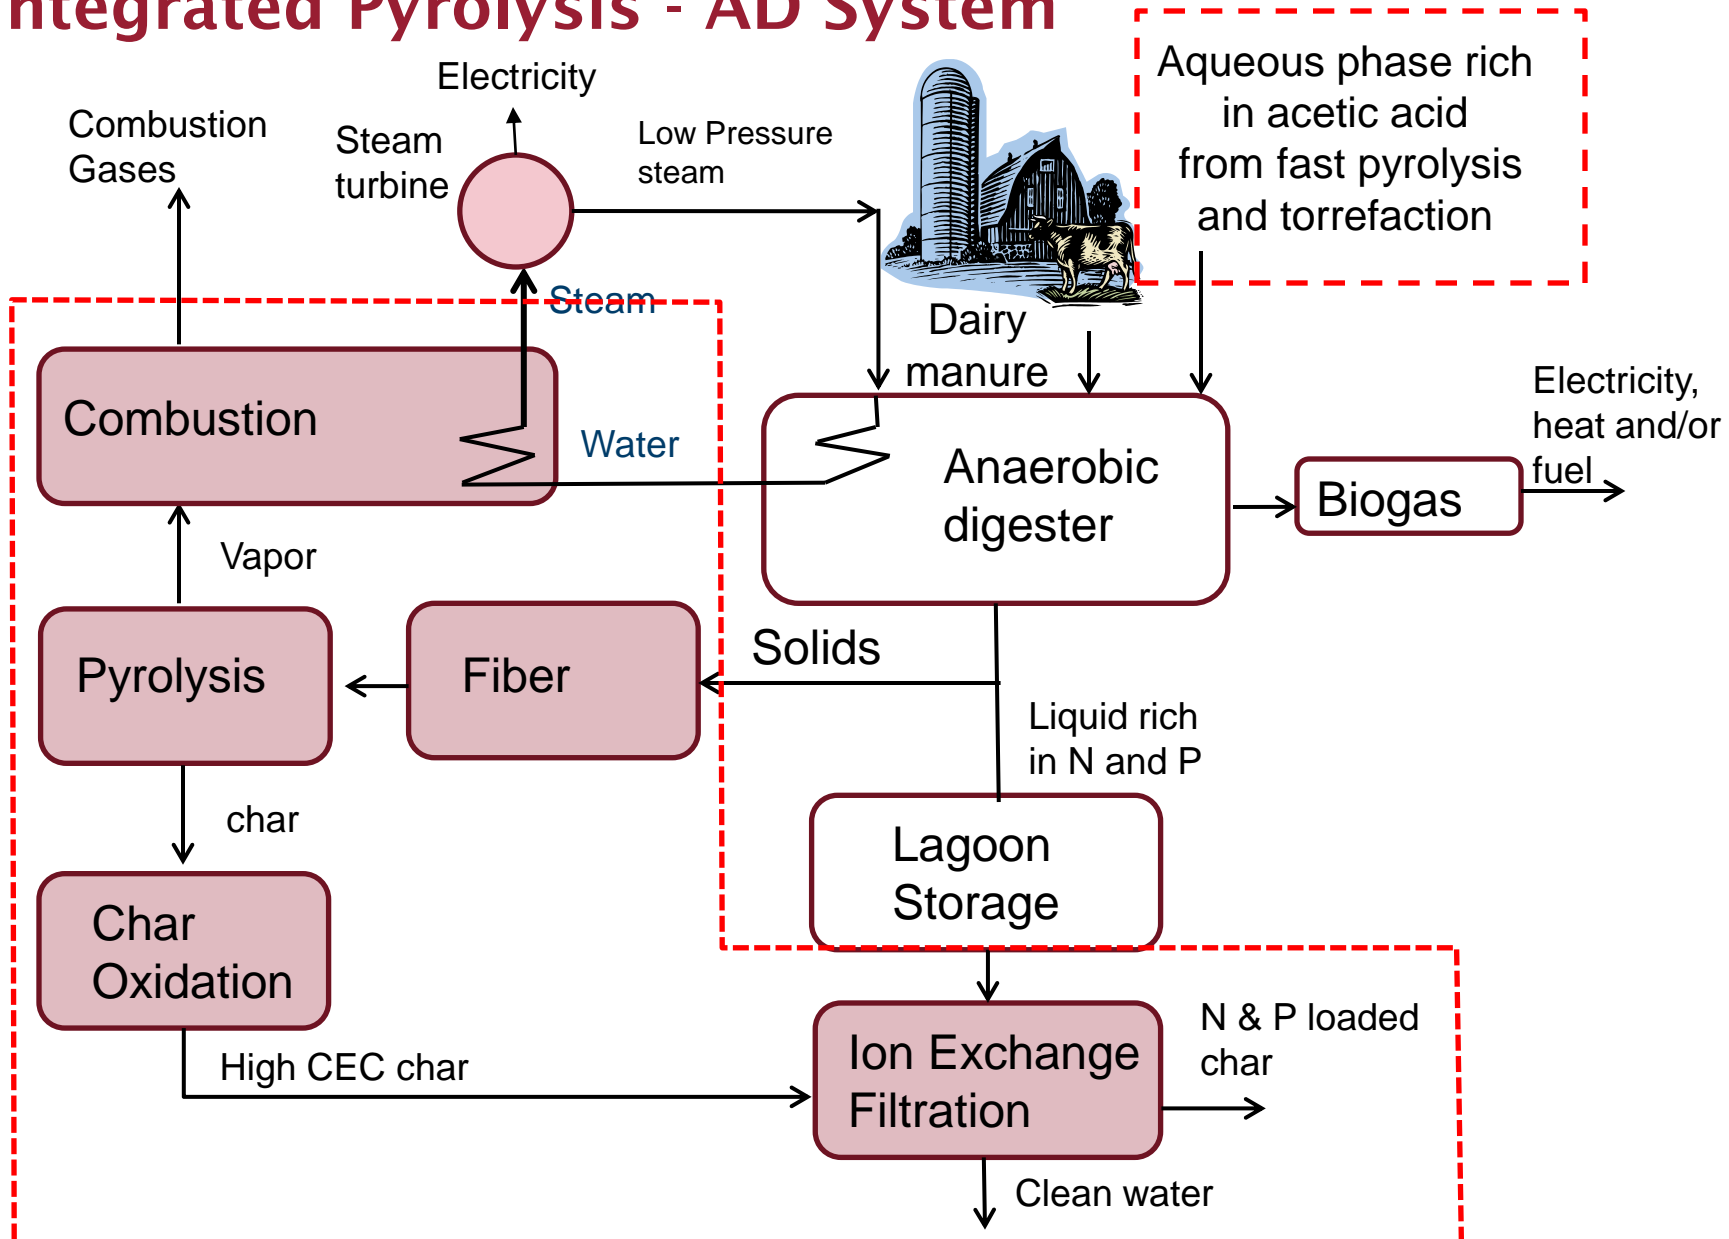 ntegrated Pyrolysis - AD System
Electricity
Combustion
Gases
Steam
turbine
Low Pressure
steam
Aqueous phase rich
in acetic acid
from fast pyrolysis
and torrefaction
Steam
Dairy
manure
Combustion
Water
Anaerobic
digester
Electricity,
heat and/or
fuel
Biogas
Vapor
Pyrolysis
Fiber
Solids
Liquid rich
in N and P
char
Lagoon
Storage
Char
Oxidation
High CEC char
Ion Exchange
Filtration
N & P loaded
char
Clean water